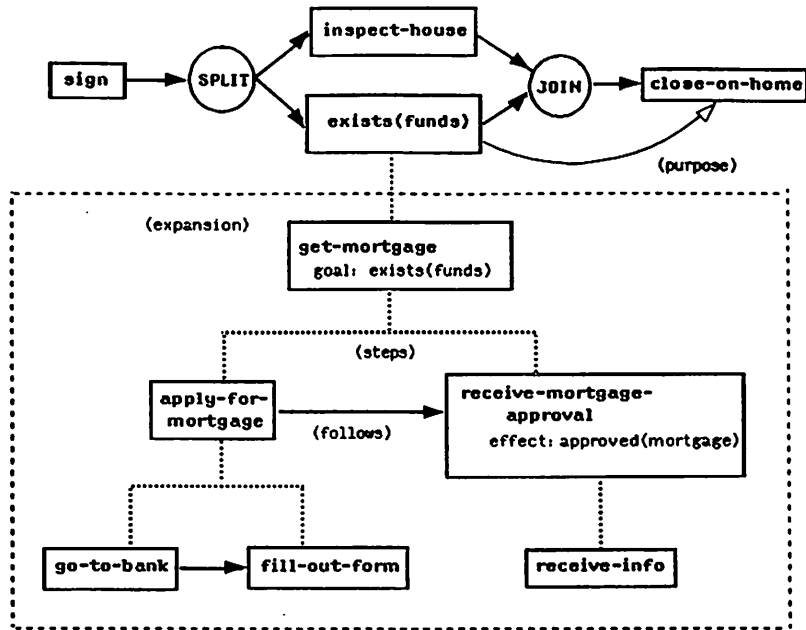 inspect-house
sign
SPLIT
JOIN
close-on-home
exists(funds)
(purpose)
(expansion)
get-mortgage
goal: exists(funds)
(steps)
apply-for-
mortgage
(follows)
receive-mortgage-
approval
effect: approved(mortgage)
go-to-bank
fill-out-form
receive-info